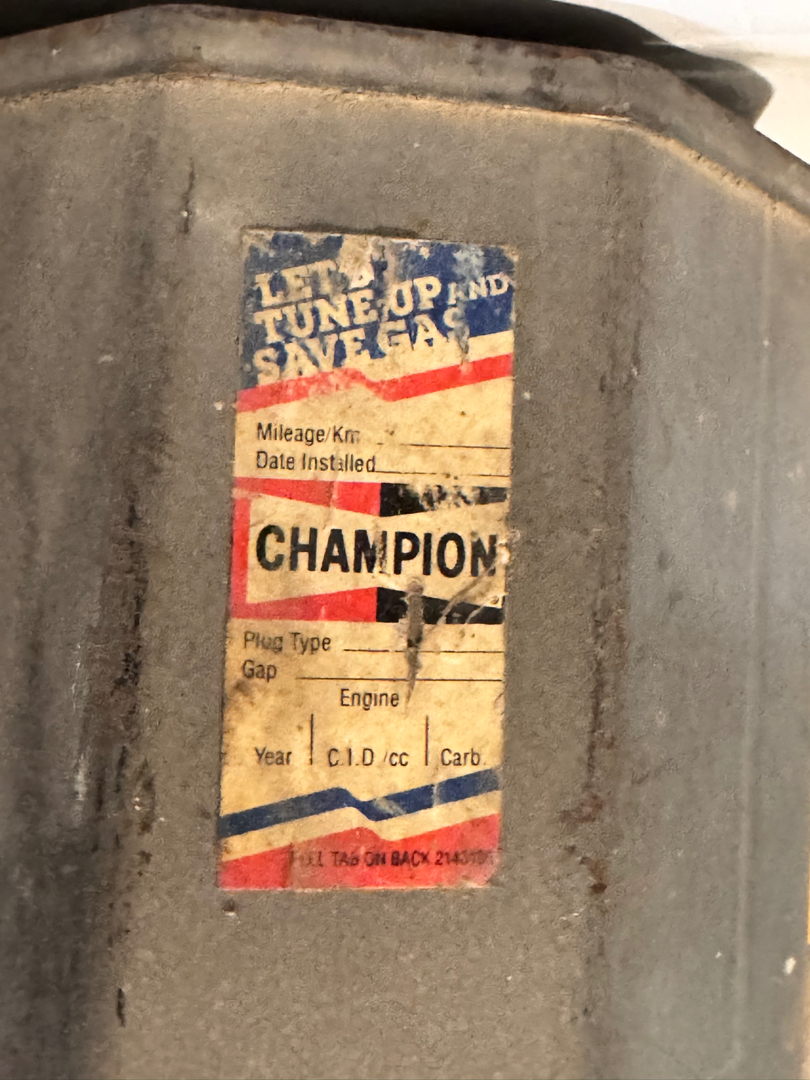 LET'S
TUNE-UP AND
SAVE GAS
Mileage/Km
Date Installed
CHAMPION
Plug Type
Gap
Engine
Year
C.I.D./cc
Carb.
PULL TAB ON BACK